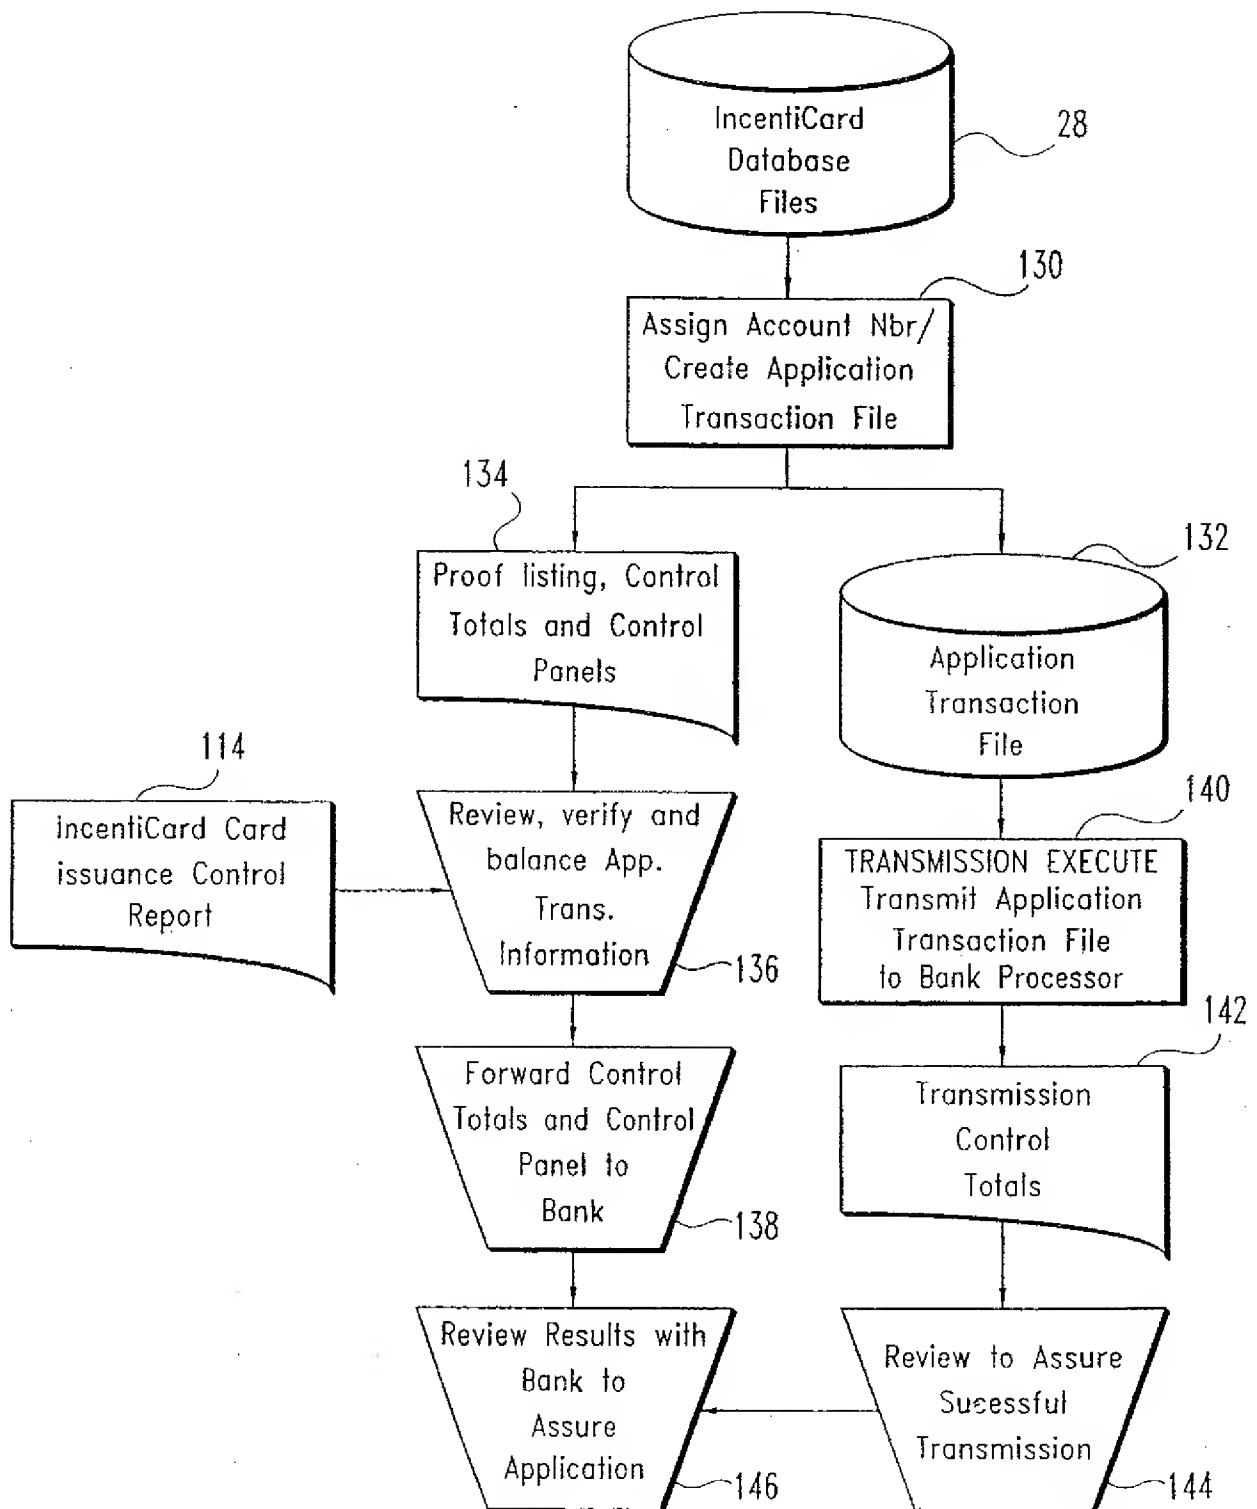 IncentiCard
Database
Files
28
130
Assign Account Nbr/
Create Application
Transaction File
134
Proof listing, Control
Totals and Control
Panels
132
Application
Transaction
File
114
IncentiCard Card
issuance Control
Report
Review, verify and
balance App.
Trans.
Information
136
140
TRANSMISSION EXECUTE
Transmit Application
Transaction File
to Bank Processor
142
Forward Control
Totals and Control
Panel to
Bank
138
Transmission
Control
Totals
Review Results with
Bank to
Assure
Application
146
Review to Assure
Sucessful
Transmission
144